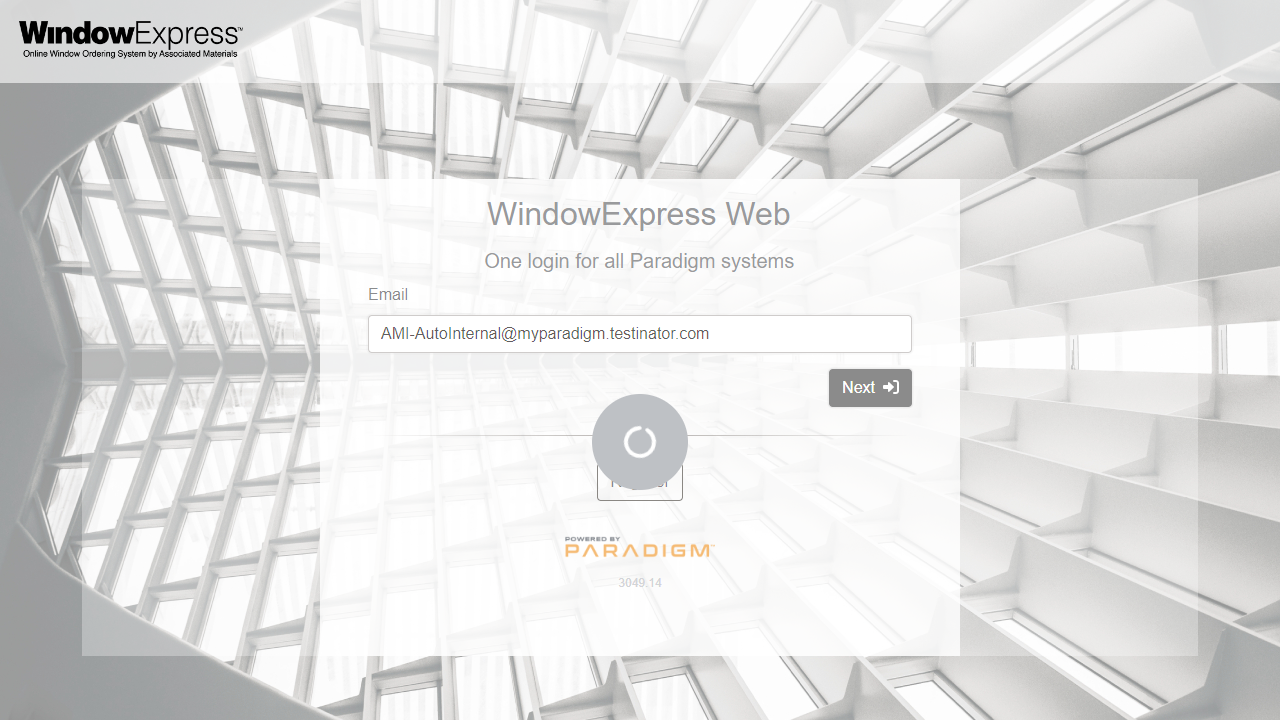 WindowExpress™
Online Window Ordering System by Associated Materials
WindowExpress Web
One login for all Paradigm systems
Email
AMI-AutoInternal@myparadigm.testinator.com
Next
POWERED BY
PARADIGM™
3049.14